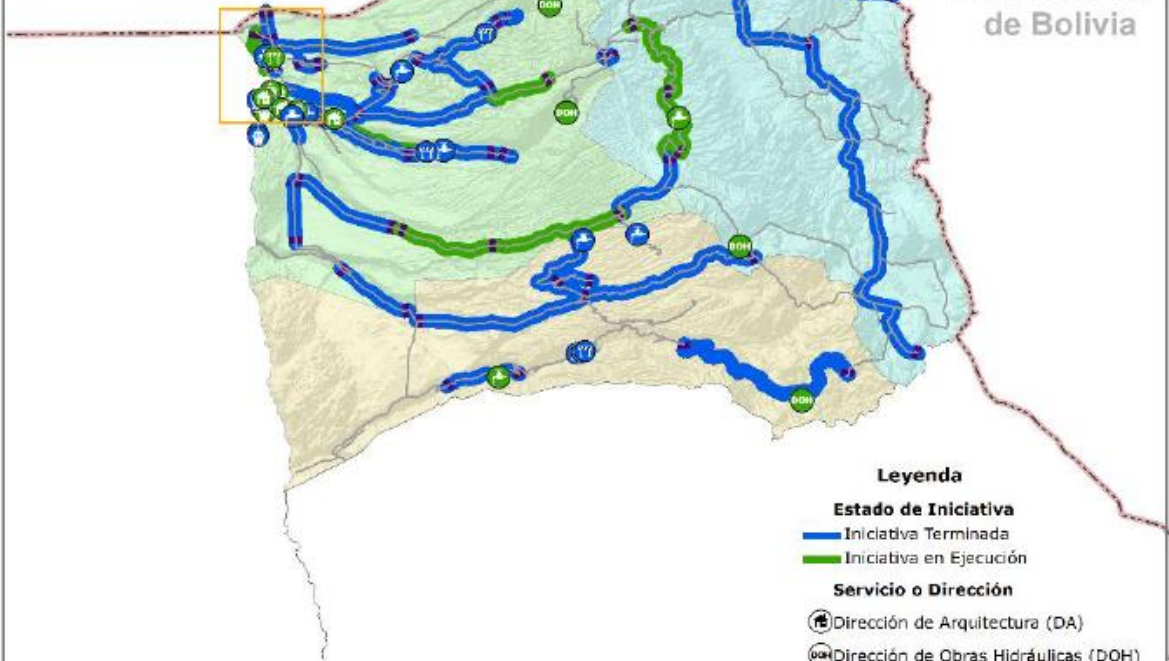 DOH
de Bolivia
DOH
DOH
DOH
Leyenda
Estado de Iniciativa
Iniciativa Terminada
Iniciativa en Ejecución
Servicio o Dirección
Dirección de Arquitectura (DA)
DOH Dirección de Obras Hidráulicas (DOH)